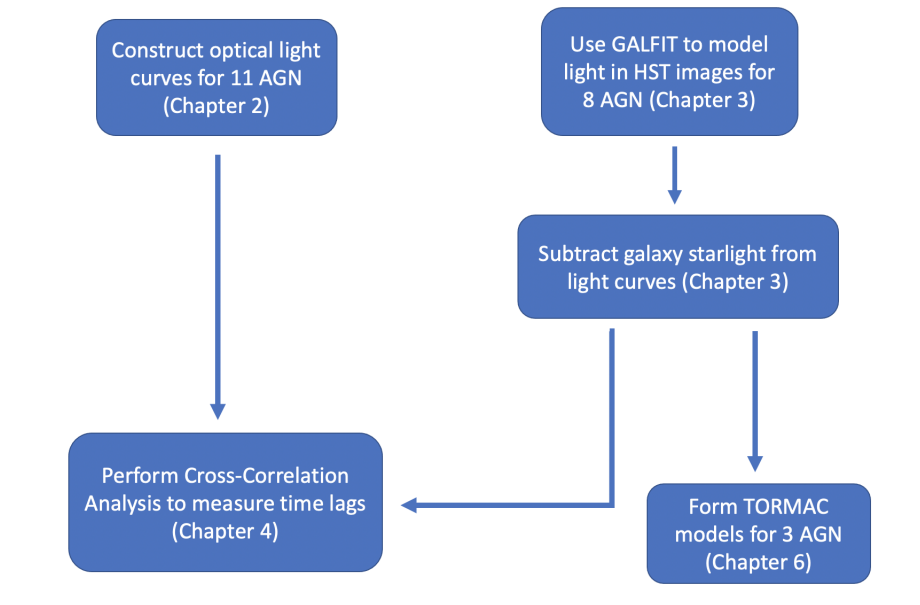 Construct optical light
curves for 11 AGN
(Chapter 2)
Use GALFIT to model
light in HST images for
8 AGN (Chapter 3)
Subtract galaxy starlight from
light curves (Chapter 3)
Perform Cross-Correlation
Analysis to measure time lags
(Chapter 4)
Form TORMAC
models for 3 AGN
(Chapter 6)